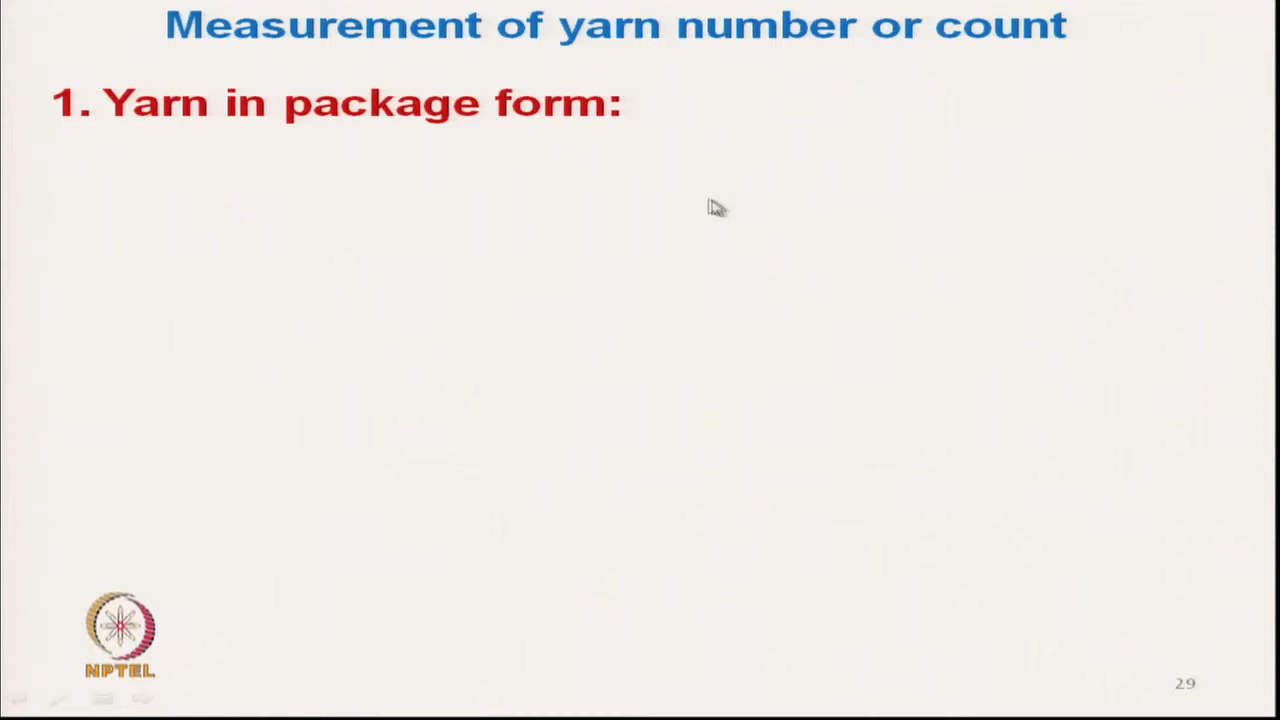 Measurement of yarn number or count
1. Yarn in package form:
NPTEL
29